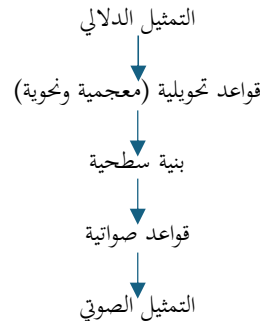 التمثيل الدلالي
قواعد تحويلية (معجمية ونحوية)
بنية سطحية
قواعد صواتية
التمثيل الصوتي